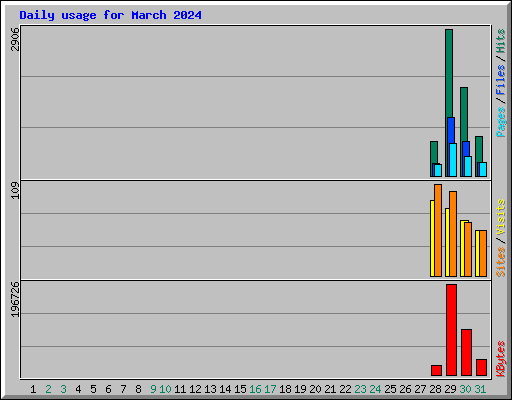 Daily usage for March 2024
2906
109
196726
Pages / Files / Hits
Sites / Visits
KBytes
1 2 3 4 5 6 7 8 9 10 11 12 13 14 15 16 17 18 19 20 21 22 23 24 25 26 27 28 29 30 31